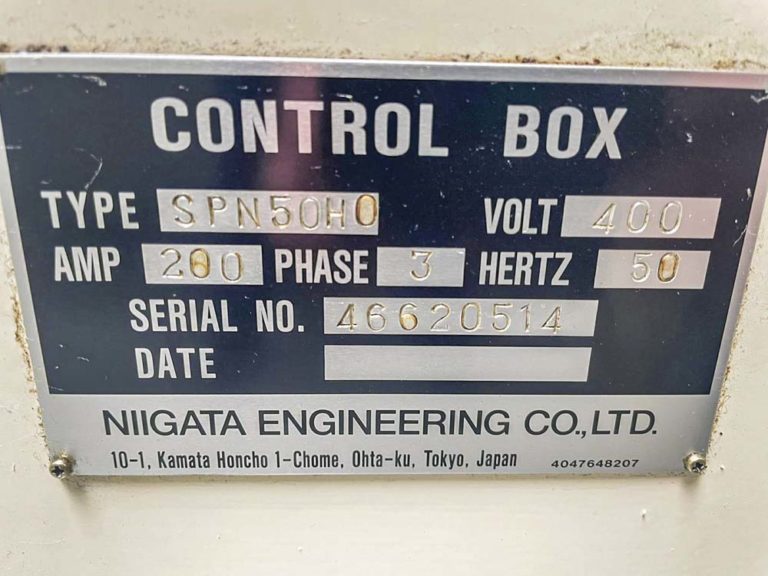 CONTROL BOX
TYPE SPN50H0 VOLT 400
AMP 200 PHASE 3 HERTZ 50
SERIAL NO. 46620514
DATE
NIIGATA ENGINEERING CO.,LTD.
10-1, Kamata Honcho 1-Chome, Ohta-ku, Tokyo, Japan 4047648207